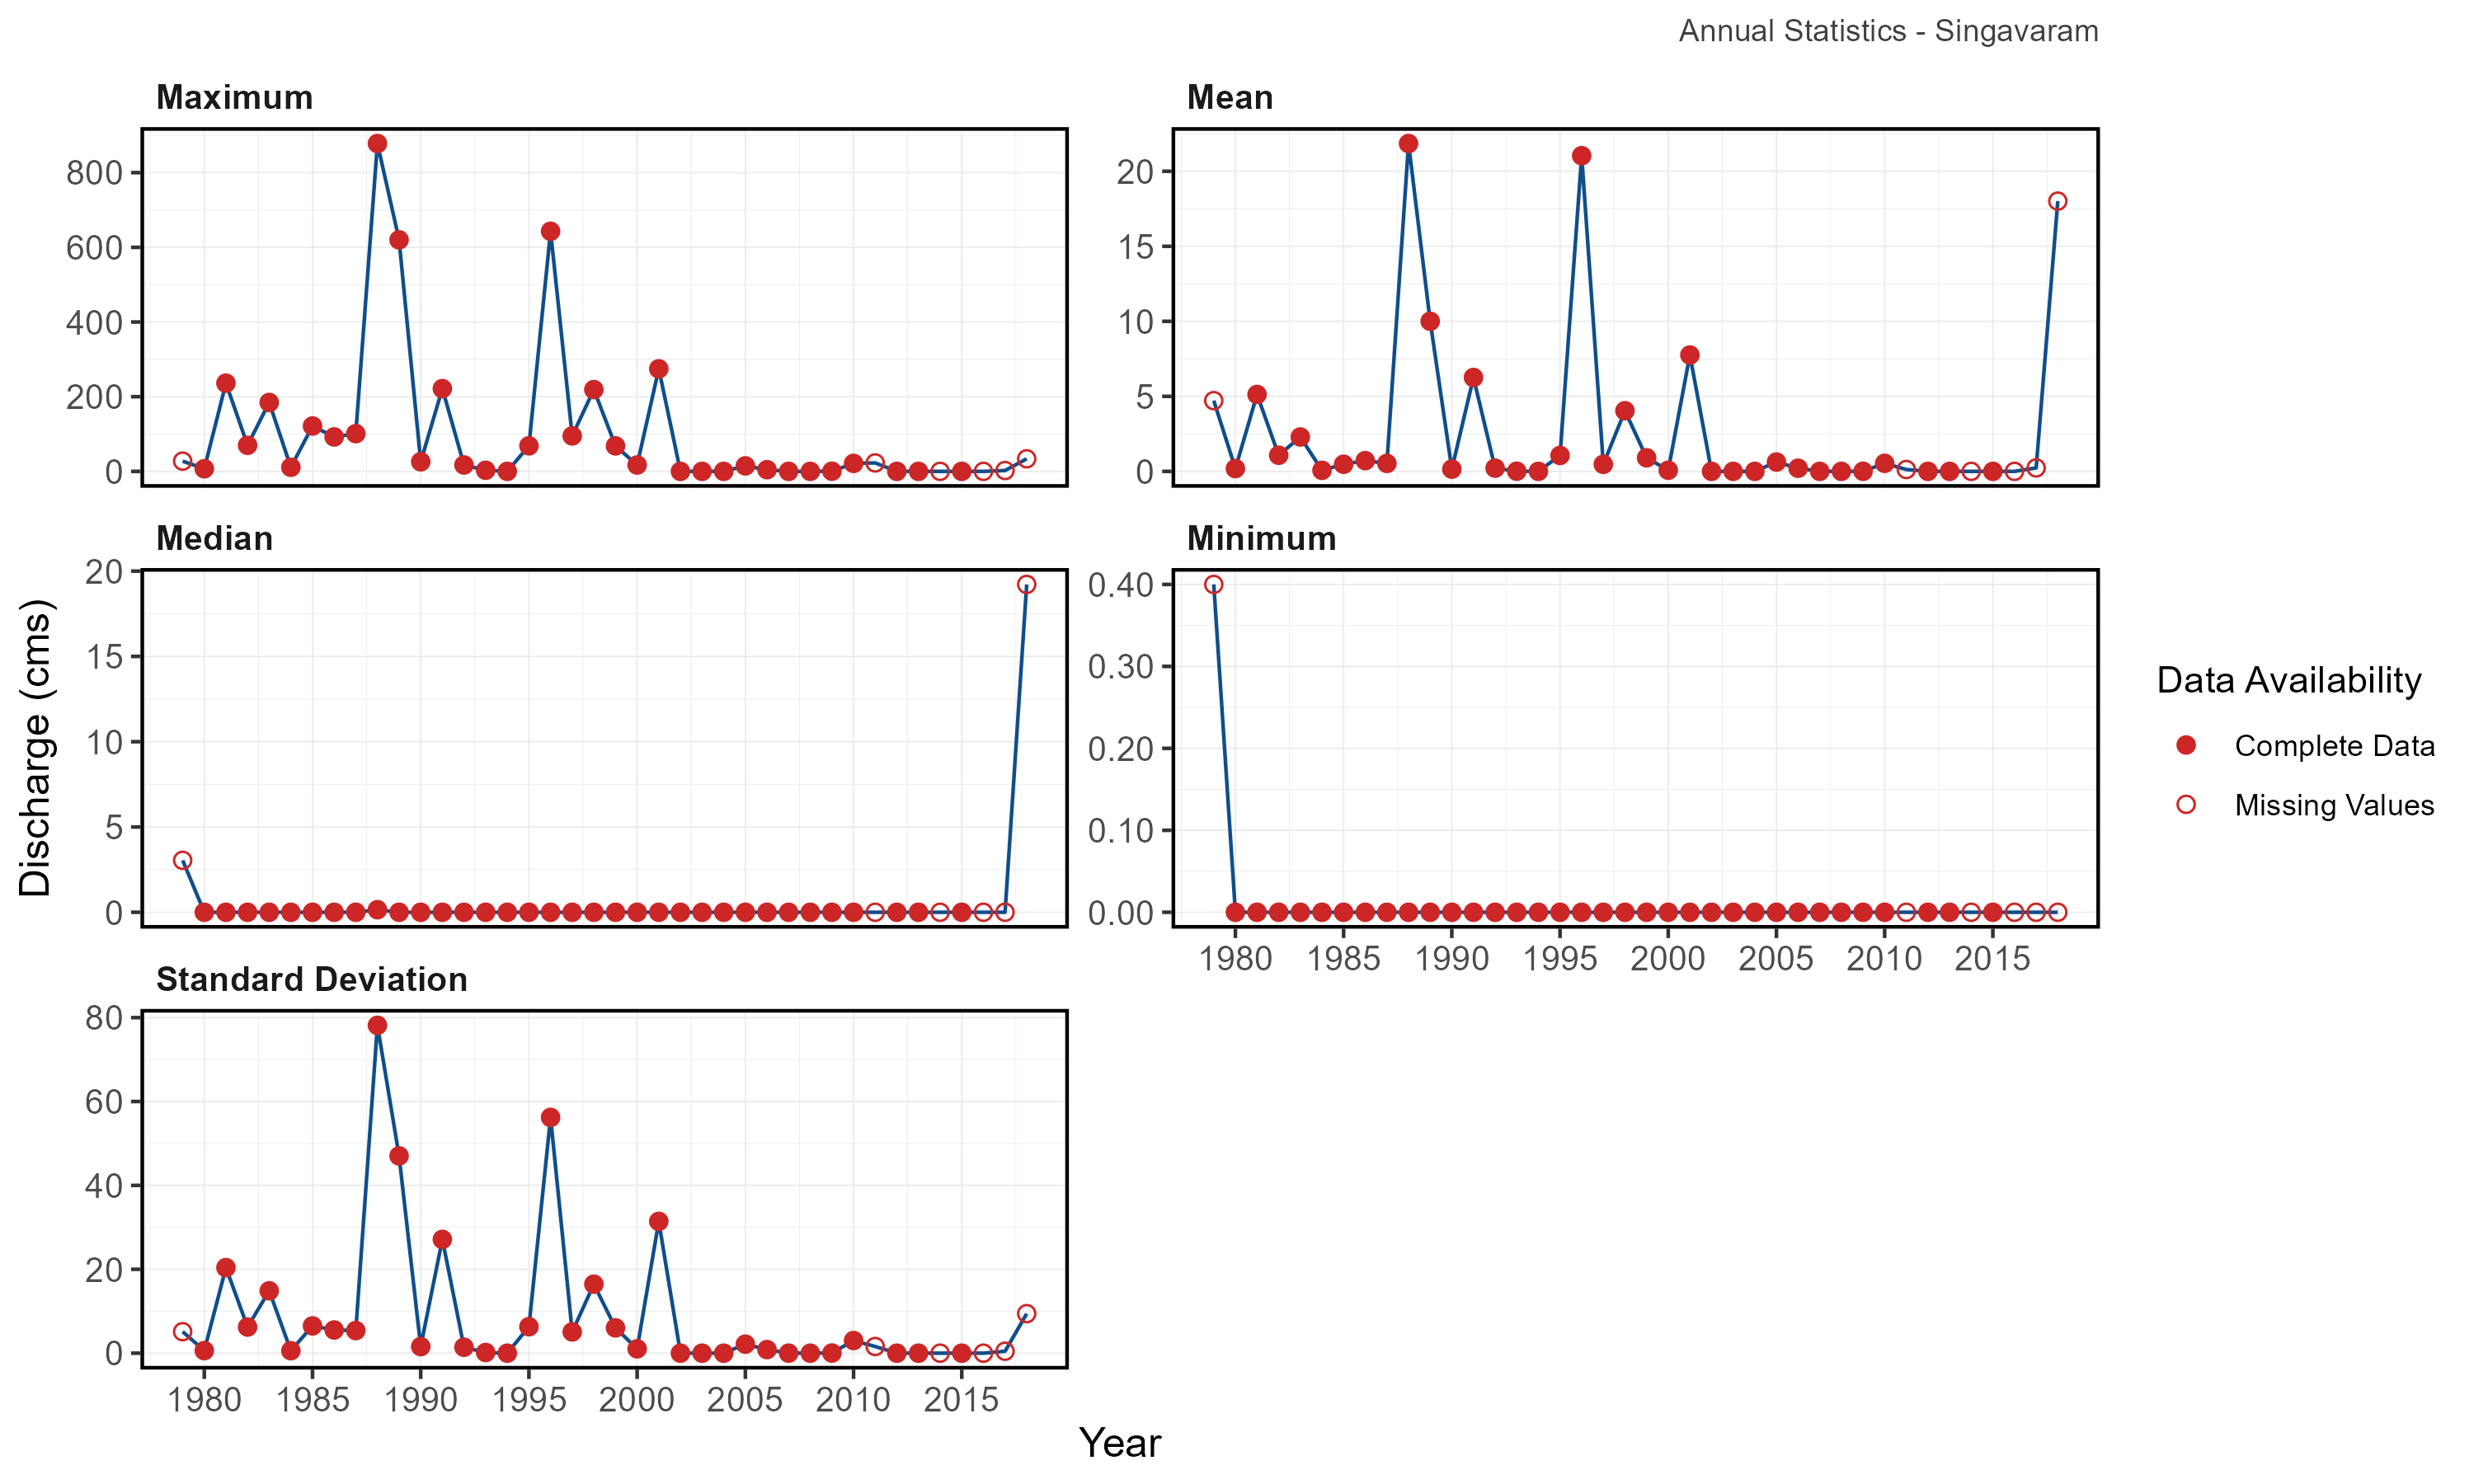 Annual Statistics - Singavaram
Maximum
800
600
400
200
0
Mean
20
15
10
5
0
Median
20
15
10
5
0
Minimum
0.40
0.30
0.20
0.10
0.00
1980 1985 1990 1995 2000 2005 2010 2015
Standard Deviation
80
60
40
20
0
1980 1985 1990 1995 2000 2005 2010 2015
Discharge (cms)
Year
Data Availability
Complete Data
Missing Values